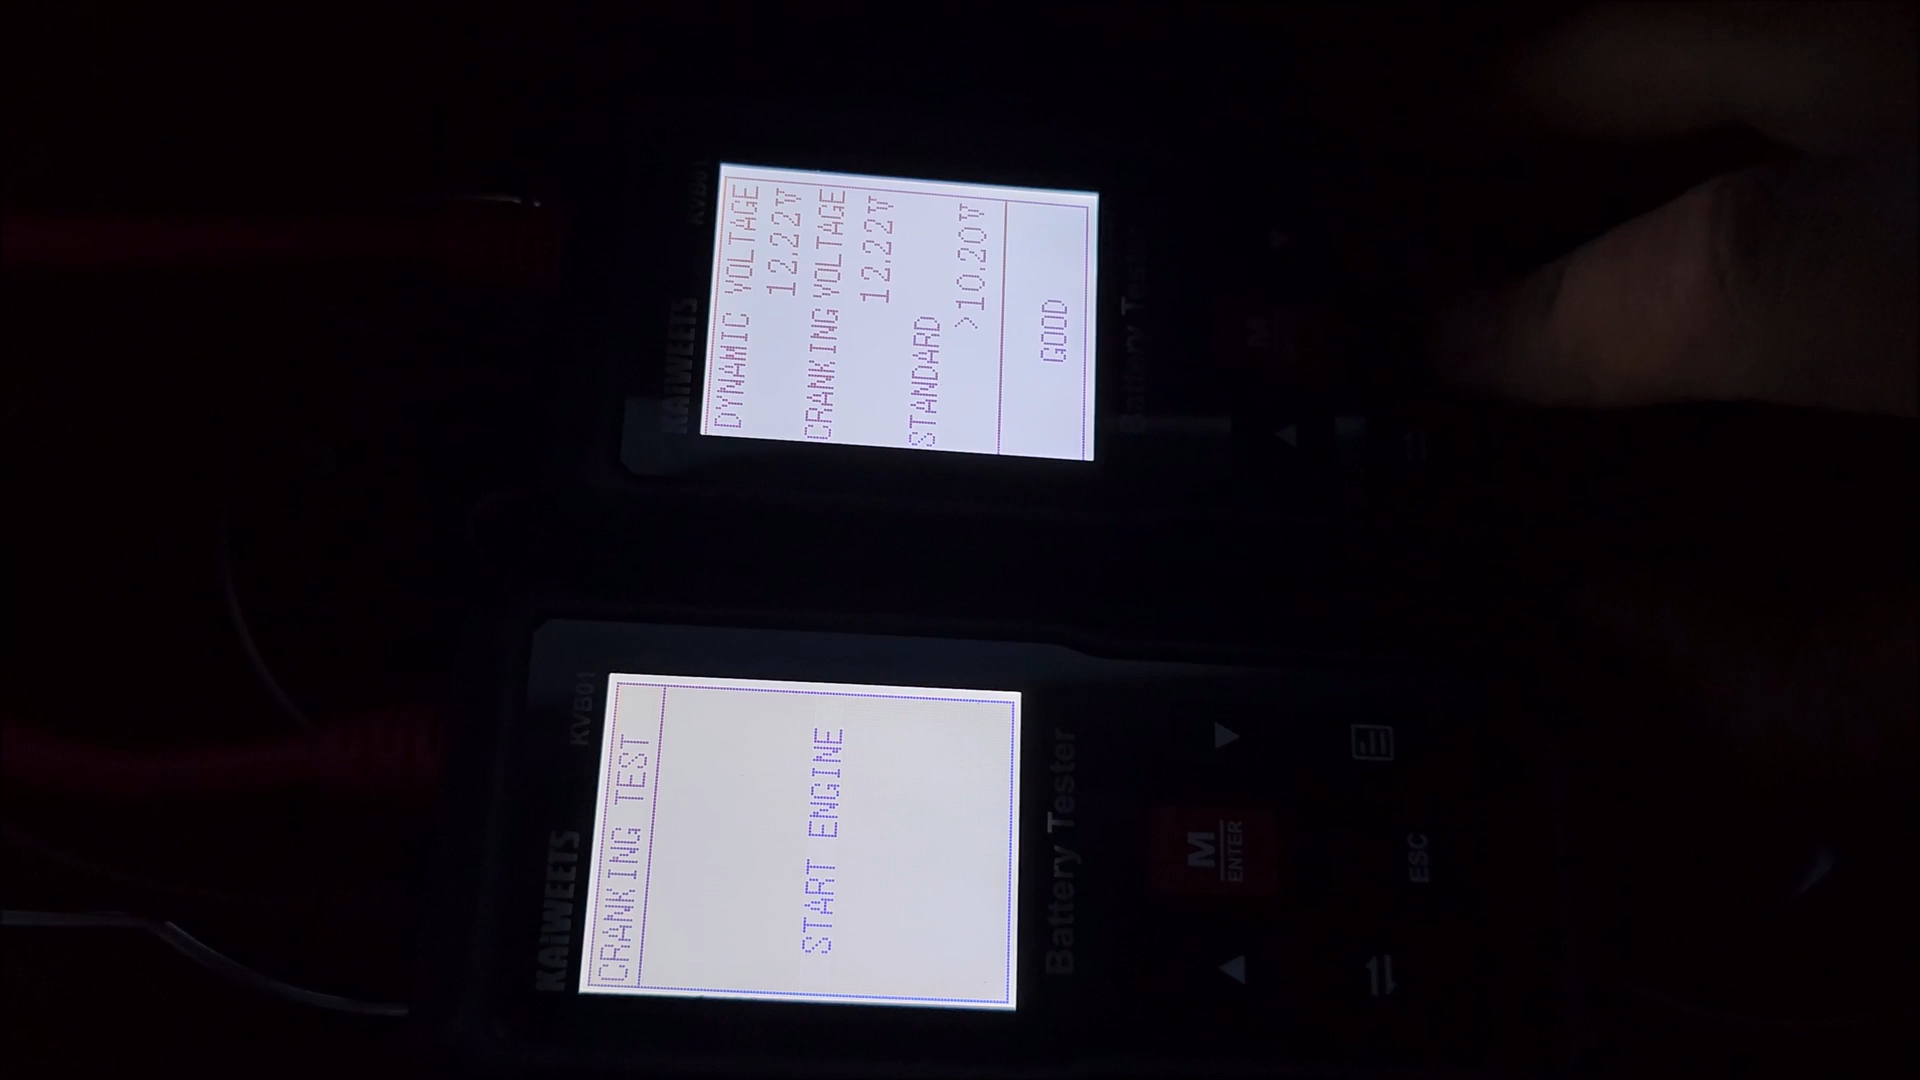 KAIWEETS KVB01
DYNAMIC VOLTAGE
12.22V
CRANKING VOLTAGE
12.22V
STANDARD
>10.20V
GOOD
Battery Tester
M
KAIWEETS KVB01
CRANKING TEST
START ENGINE
Battery Tester
M
ENTER
ESC